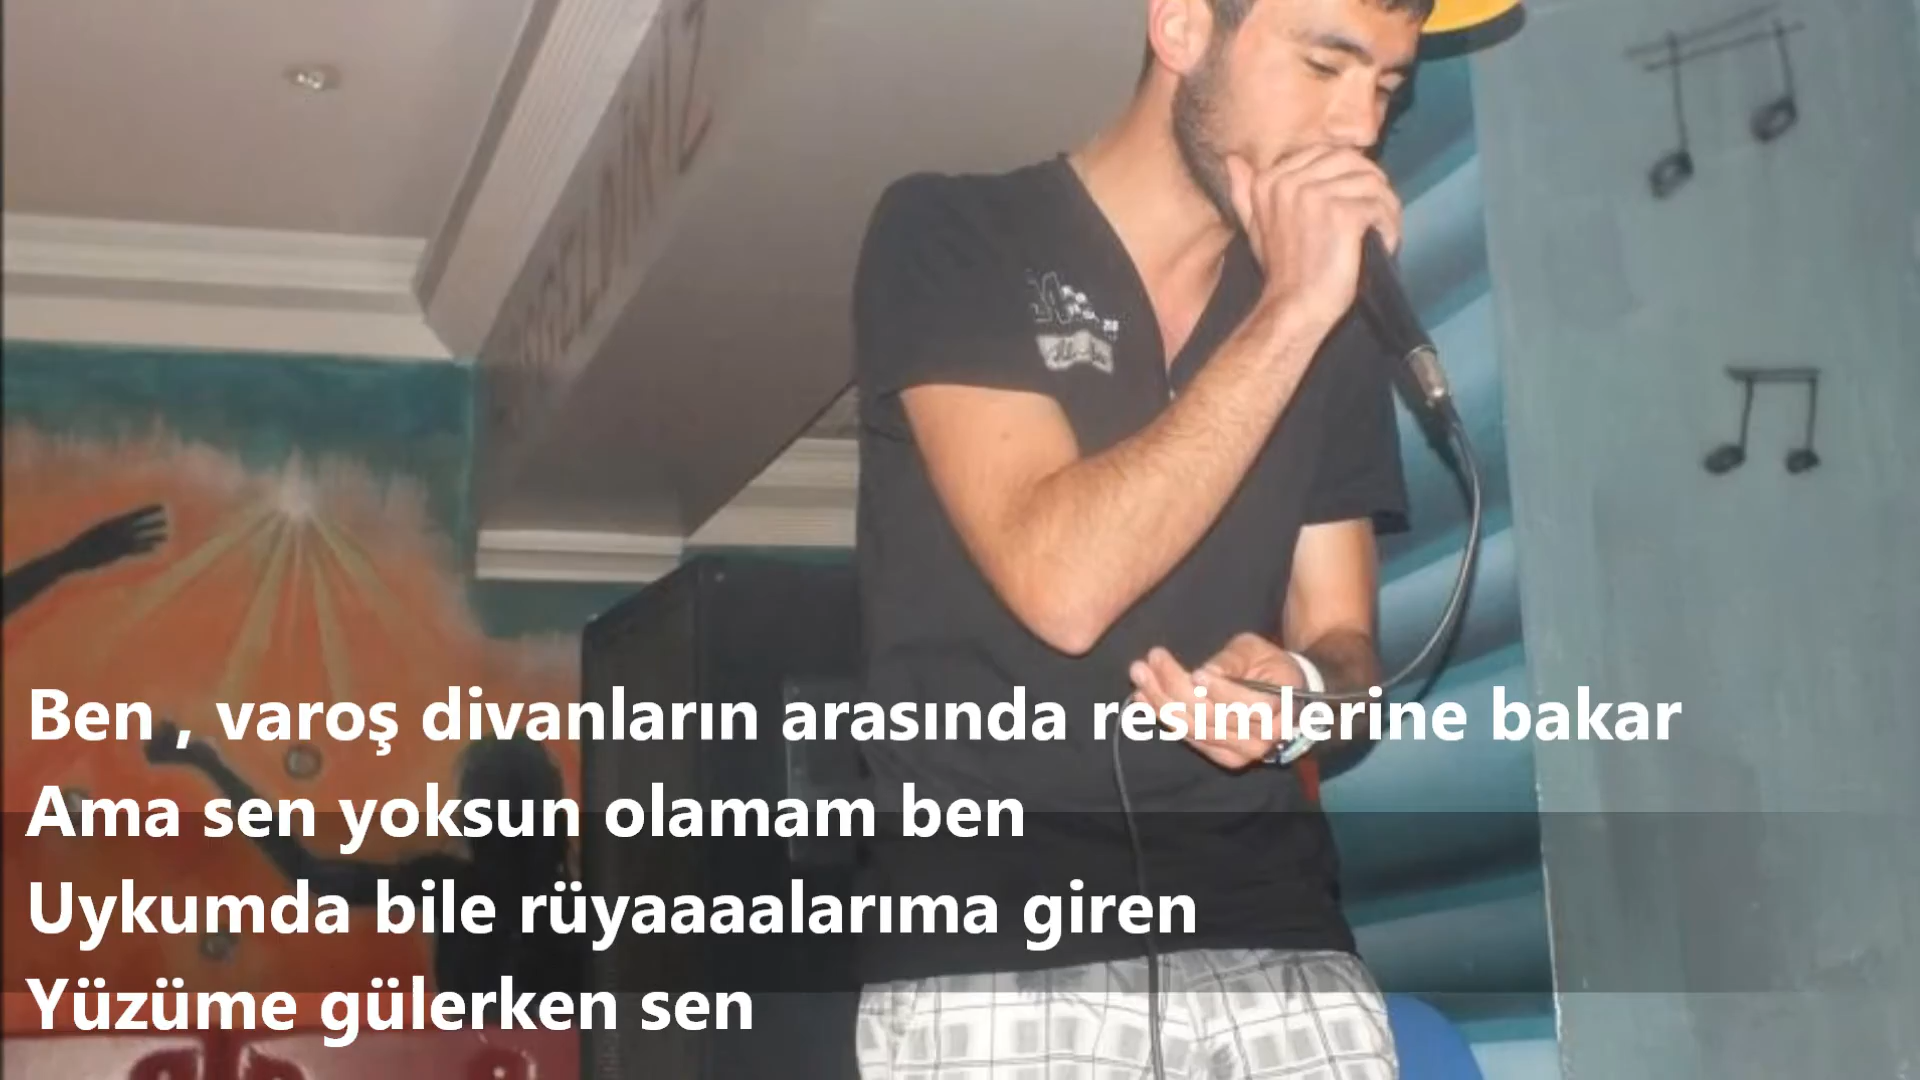 Ben , varoş divanların arasında resimlerine bakar
Ama sen yoksun olamam ben
Uykumda bile rüyaaaalarıma giren
Yüzüme gülerken sen